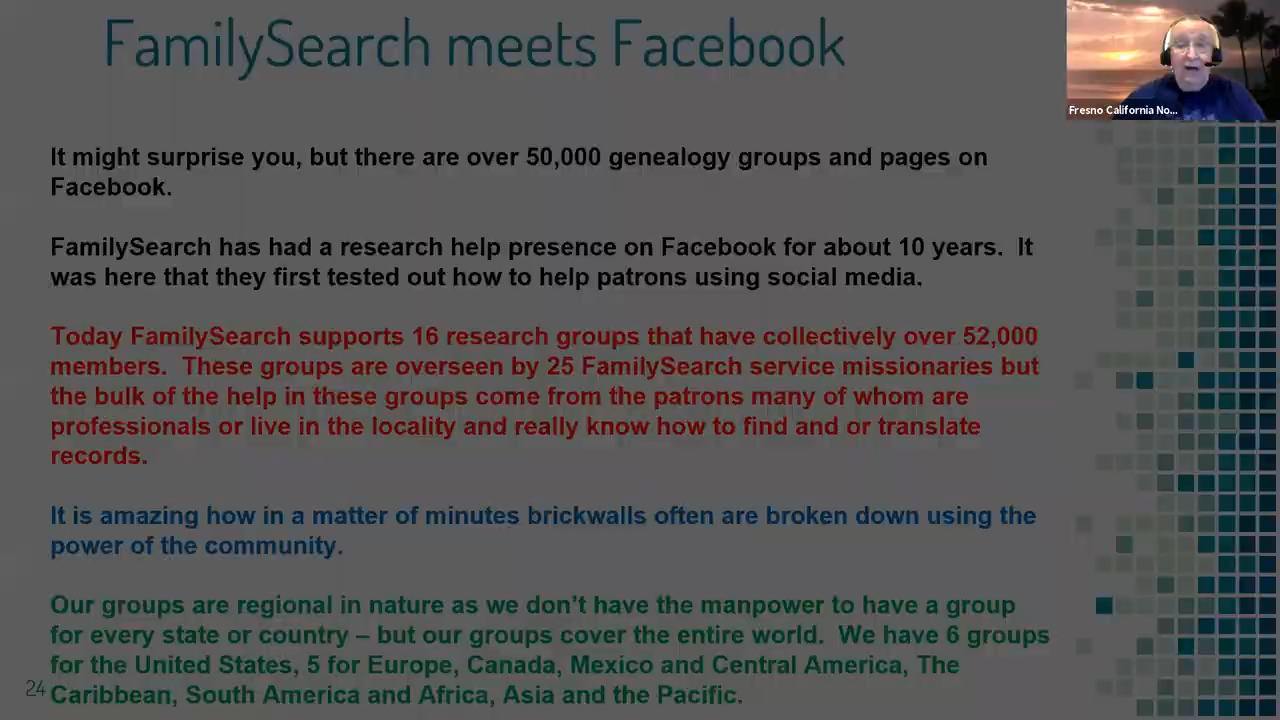 FamilySearch meets Facebook
Fresno California No...
It might surprise you, but there are over 50,000 genealogy groups and pages on
Facebook.
FamilySearch has had a research help presence on Facebook for about 10 years.  It
was here that they first tested out how to help patrons using social media.
Today FamilySearch supports 16 research groups that have collectively over 52,000
members.  These groups are overseen by 25 FamilySearch service missionaries but
the bulk of the help in these groups come from the patrons many of whom are
professionals or live in the locality and really know how to find and or translate
records.
It is amazing how in a matter of minutes brickwalls often are broken down using the
power of the community.
Our groups are regional in nature as we don’t have the manpower to have a group
for every state or country – but our groups cover the entire world.  We have 6 groups
for the United States, 5 for Europe, Canada, Mexico and Central America, The
Caribbean, South America and Africa, Asia and the Pacific.
24